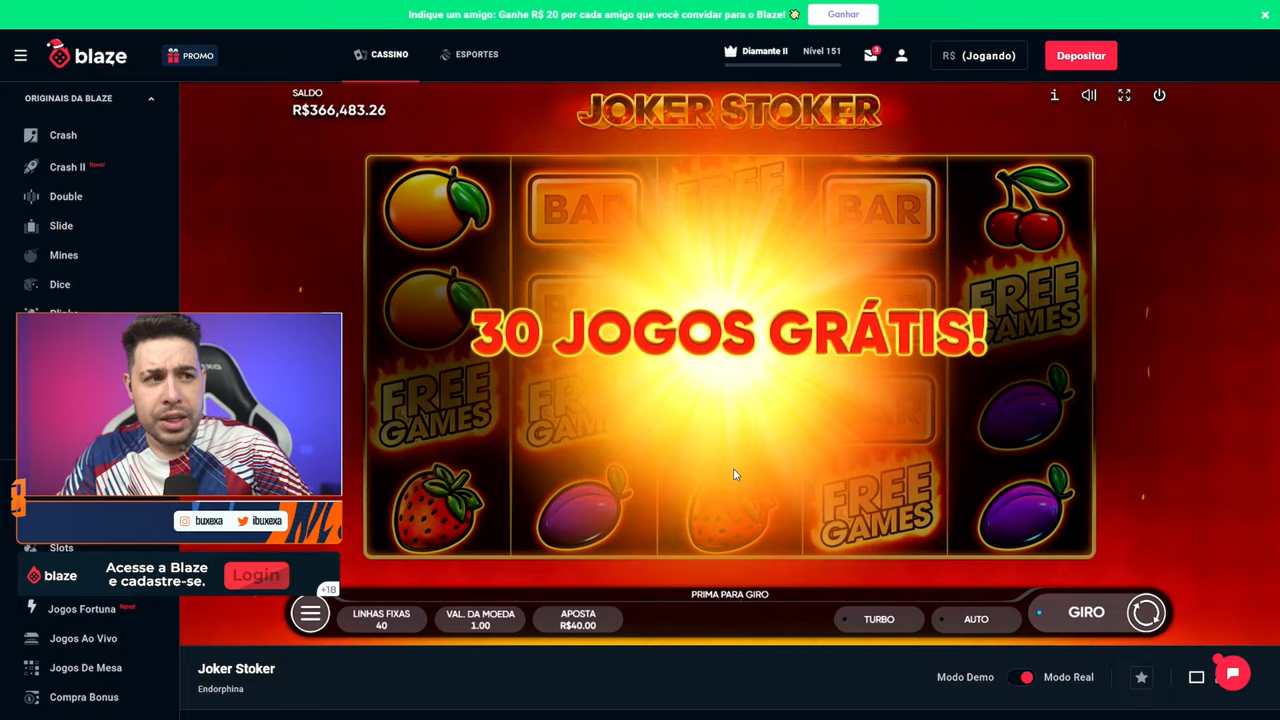 Indique um amigo: Ganhe R$ 20 por cada amigo que você convidar para o Blaze!
Ganhar
blaze
PROMO
CASSINO
ESPORTES
Diamante II
Nível 151
3
R$ (Jogando)
Depositar
ORIGINAIS DA BLAZE
Crash
Crash II Novo!
Double
Slide
Mines
Dice
SALDO
R$366,483.26
JOKER STOKER
i
BAR
FREE
BAR
FREE
GAMES
30 JOGOS GRÁTIS!
FREE
GAMES
FREE
GAMES
FREE
GAMES
buxexa
ibuxexa
Slots
blaze
Acesse a Blaze
e cadastre-se.
Login
+18
Jogos Fortuna Novo!
Jogos Ao Vivo
Jogos De Mesa
Compra Bonus
PRIMA PARA GIRO
LINHAS FIXAS
40
VAL. DA MOEDA
1.00
APOSTA
R$40.00
TURBO
AUTO
GIRO
Joker Stoker
Endorphina
Modo Demo
Modo Real